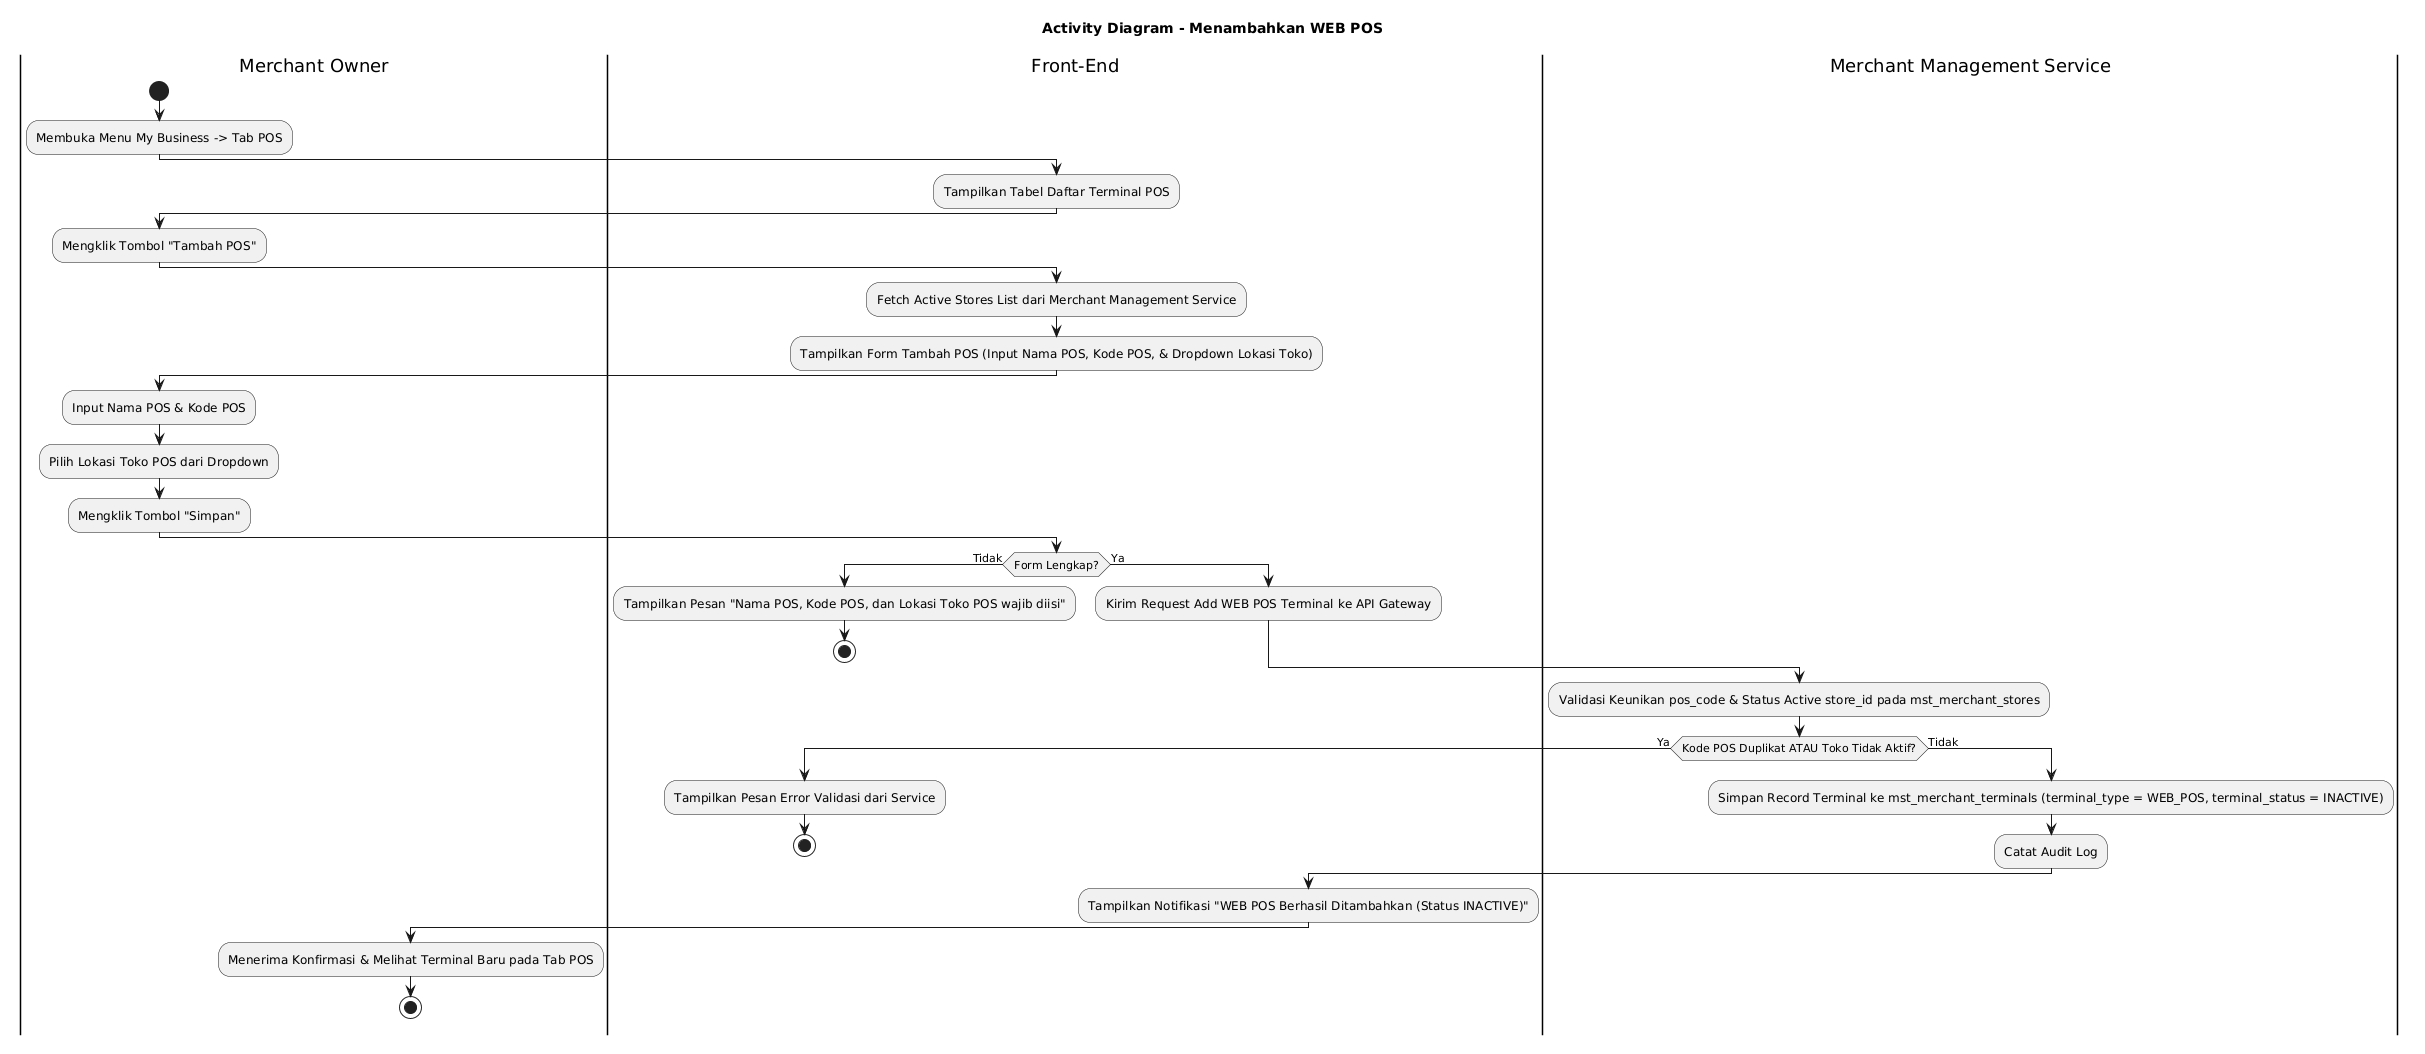 Activity Diagram - Menambahkan WEB POS
Merchant Owner
Front-End
Merchant Management Service
Membuka Menu My Business -> Tab POS
Tampilkan Tabel Daftar Terminal POS
Mengklik Tombol "Tambah POS"
Fetch Active Stores List dari Merchant Management Service
Tampilkan Form Tambah POS (Input Nama POS, Kode POS, & Dropdown Lokasi Toko)
Input Nama POS & Kode POS
Pilih Lokasi Toko POS dari Dropdown
Mengklik Tombol "Simpan"
Tidak
Form Lengkap?
Ya
Tampilkan Pesan "Nama POS, Kode POS, dan Lokasi Toko POS wajib diisi"
Kirim Request Add WEB POS Terminal ke API Gateway
Validasi Keunikan pos_code & Status Active store_id pada mst_merchant_stores
Ya
Kode POS Duplikat ATAU Toko Tidak Aktif?
Tidak
Tampilkan Pesan Error Validasi dari Service
Simpan Record Terminal ke mst_merchant_terminals (terminal_type = WEB_POS, terminal_status = INACTIVE)
Catat Audit Log
Tampilkan Notifikasi "WEB POS Berhasil Ditambahkan (Status INACTIVE)"
Menerima Konfirmasi & Melihat Terminal Baru pada Tab POS